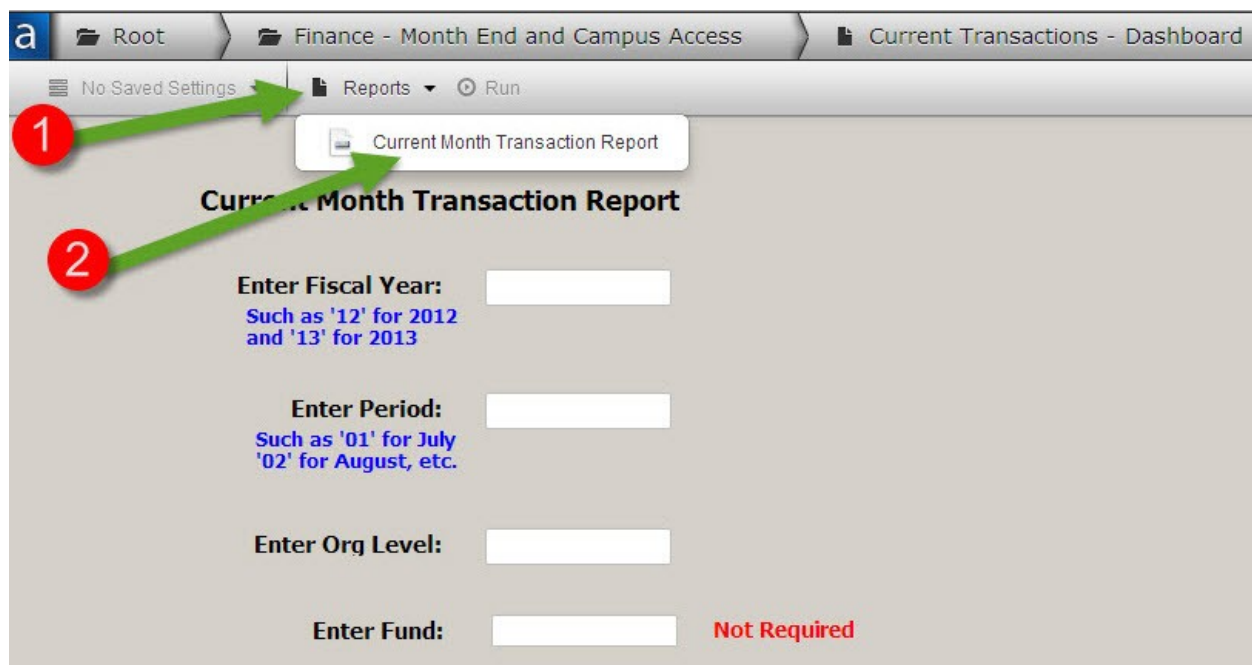 a Root Finance - Month End and Campus Access Current Transactions - Dashboard
No Saved Settings Reports Run
1
Current Month Transaction Report
Current Month Transaction Report
2
Enter Fiscal Year:
Such as '12' for 2012
and '13' for 2013
Enter Period:
Such as '01' for July
'02' for August, etc.
Enter Org Level:
Enter Fund: Not Required